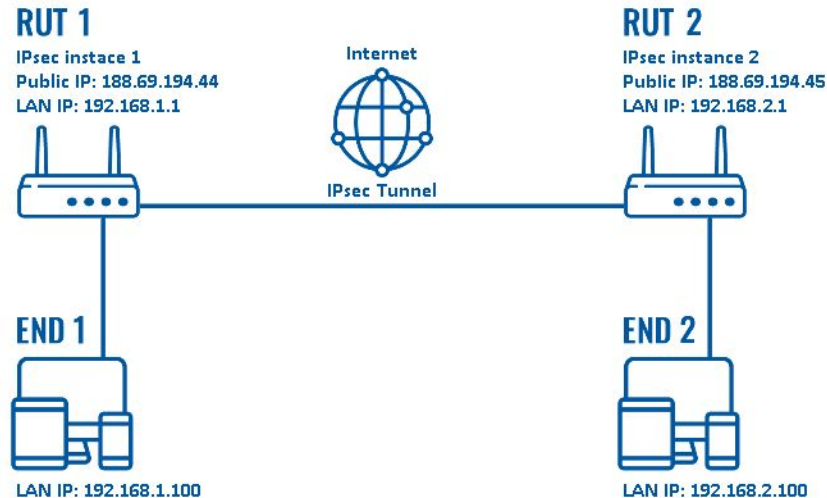 RUT 1
IPsec instace 1
Public IP: 188.69.194.44
LAN IP: 192.168.1.1
Internet
IPsec Tunnel
RUT 2
IPsec instance 2
Public IP: 188.69.194.45
LAN IP: 192.168.2.1
END 1
LAN IP: 192.168.1.100
END 2
LAN IP: 192.168.2.100